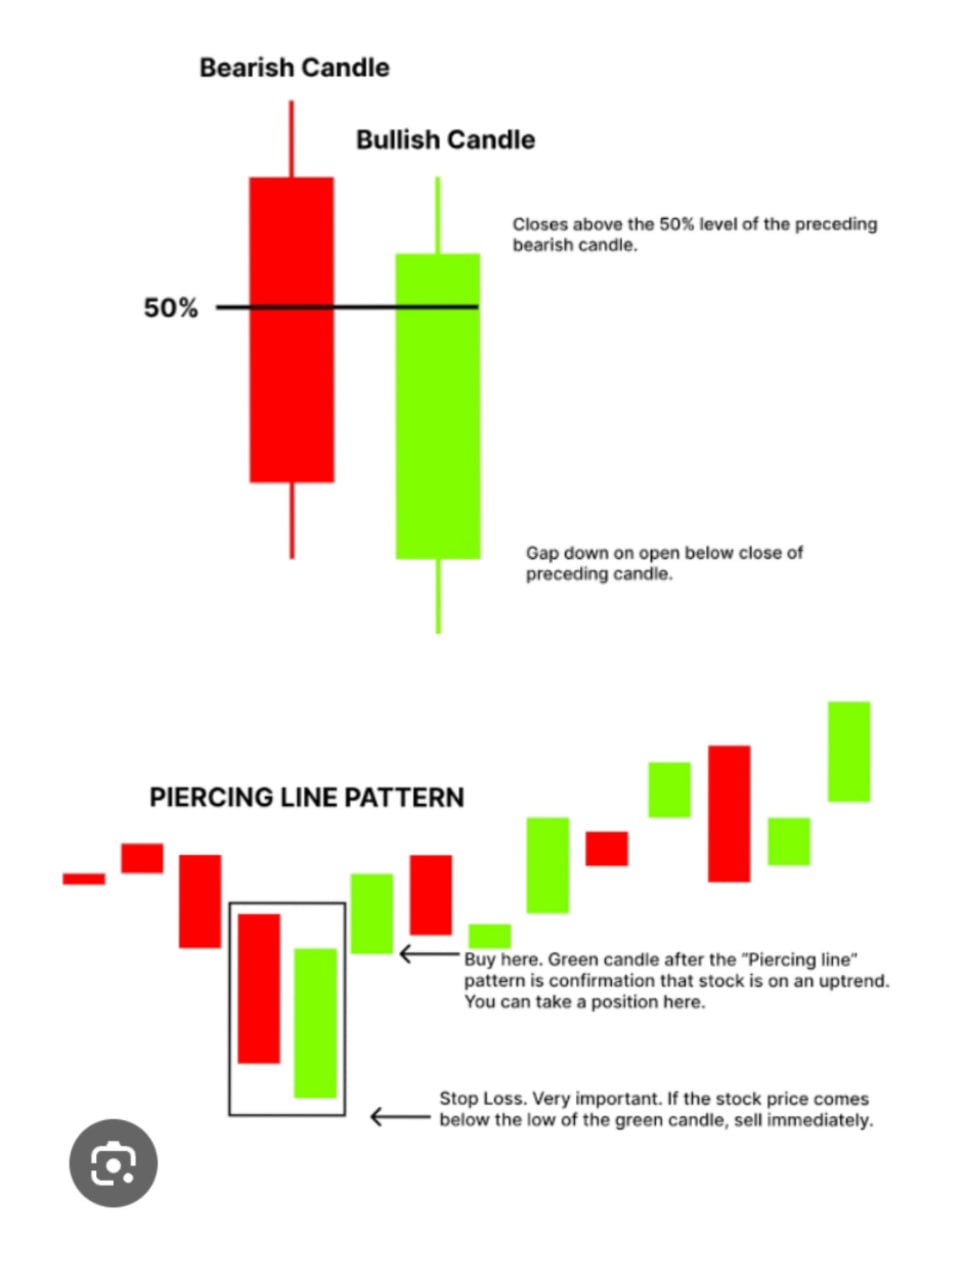 Bearish Candle
Bullish Candle
Closes above the 50% level of the preceding
bearish candle.
50%
Gap down on open below close of
preceding candle.
PIERCING LINE PATTERN
Buy here. Green candle after the “Piercing line”
pattern is confirmation that stock is on an uptrend.
You can take a position here.
Stop Loss. Very important. If the stock price comes
below the low of the green candle, sell immediately.